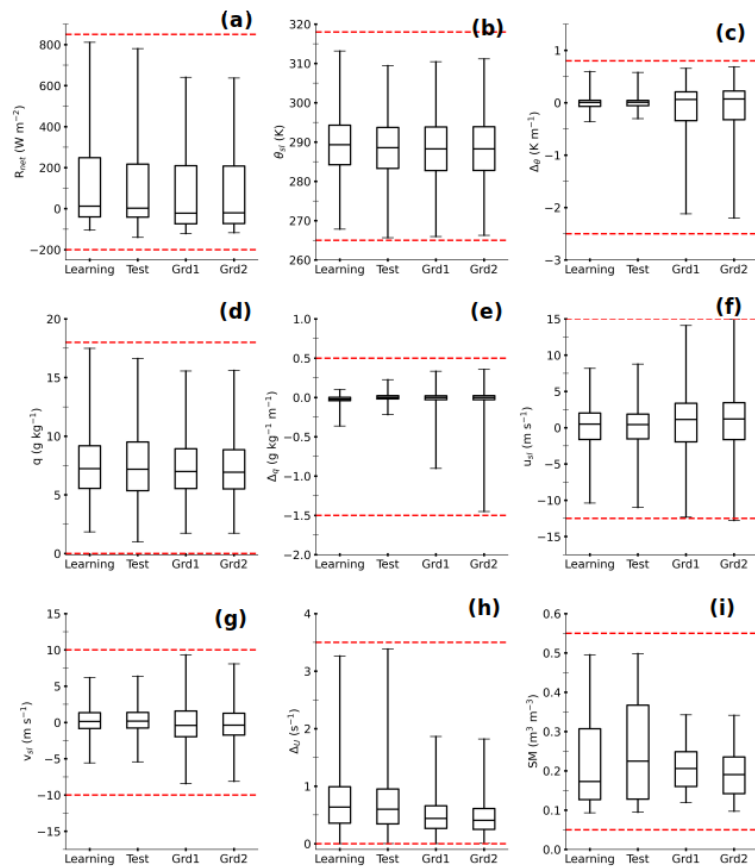 (a)
800
600
400
200
0
−200
R_net (W m⁻²)
Learning Test Grd1 Grd2
(b)
320
310
300
290
280
270
260
θ_sl (K)
Learning Test Grd1 Grd2
(c)
1
0
−1
−2
−3
Δ_θ (K m⁻¹)
Learning Test Grd1 Grd2
(d)
20
15
10
5
0
q (g kg⁻¹)
Learning Test Grd1 Grd2
(e)
1.0
0.5
0.0
−0.5
−1.0
−1.5
−2.0
Δ_q (g kg⁻¹ m⁻¹)
Learning Test Grd1 Grd2
(f)
15
10
5
0
−5
−10
−15
u_sl (m s⁻¹)
Learning Test Grd1 Grd2
(g)
15
10
5
0
−5
−10
−15
v_sl (m s⁻¹)
Learning Test Grd1 Grd2
(h)
4
3
2
1
0
Δ_U (s⁻¹)
Learning Test Grd1 Grd2
(i)
0.6
0.5
0.4
0.3
0.2
0.1
0.0
SM (m³ m⁻³)
Learning Test Grd1 Grd2